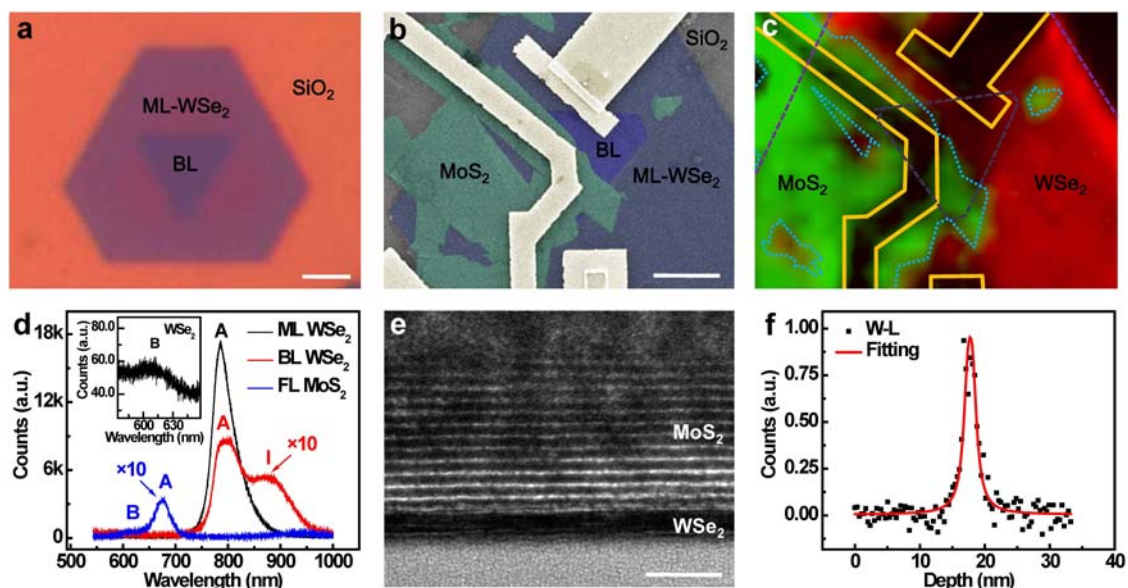 a
ML-WSe₂
SiO₂
BL
b
SiO₂
BL
MoS₂
ML-WSe₂
c
MoS₂
WSe₂
d
18k
12k
6k
0
Counts (a.u.)
500 600 700 800 900 1000
Wavelength (nm)
80.0
60.0
40.0
Counts (a.u.)
WSe₂
B
600 630
Wavelength (nm)
A
ML WSe₂
BL WSe₂
FL MoS₂
A
I
×10
×10
A
B
e
MoS₂
WSe₂
f
1.00
0.75
0.50
0.25
0.00
Counts (a.u.)
W-L
Fitting
0 10 20 30 40
Depth (nm)